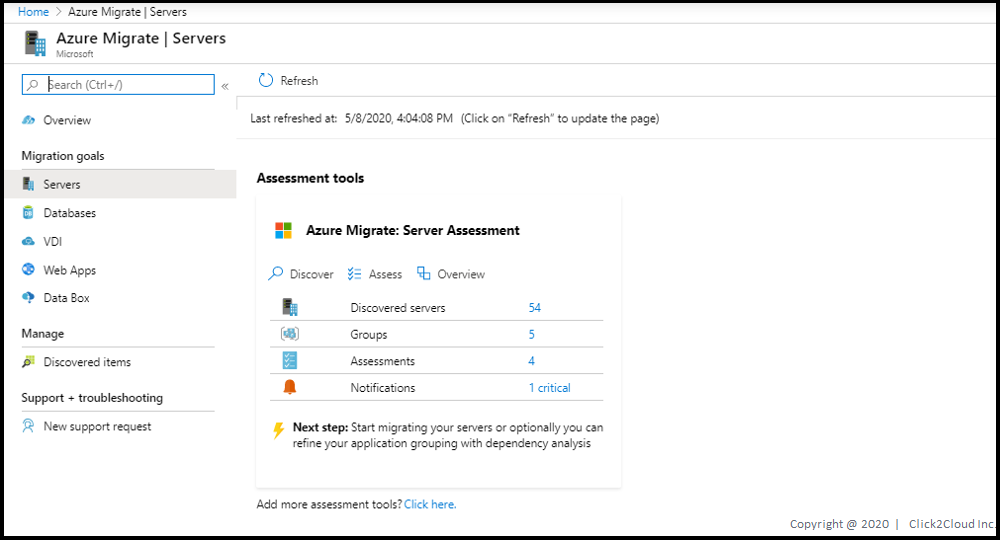 Home > Azure Migrate | Servers
Azure Migrate | Servers
Microsoft
Search (Ctrl+/)
«
Overview
Migration goals
Servers
Databases
VDI
Web Apps
Data Box
Manage
Discovered items
Support + troubleshooting
New support request
Refresh
Last refreshed at: 5/8/2020, 4:04:08 PM (Click on “Refresh” to update the page)
Assessment tools
Azure Migrate: Server Assessment
Discover Assess Overview
Discovered servers 54
Groups 5
Assessments 4
Notifications 1 critical
Next step: Start migrating your servers or optionally you can
refine your application grouping with dependency analysis
Add more assessment tools? Click here.
Copyright @ 2020 | Click2Cloud Inc.